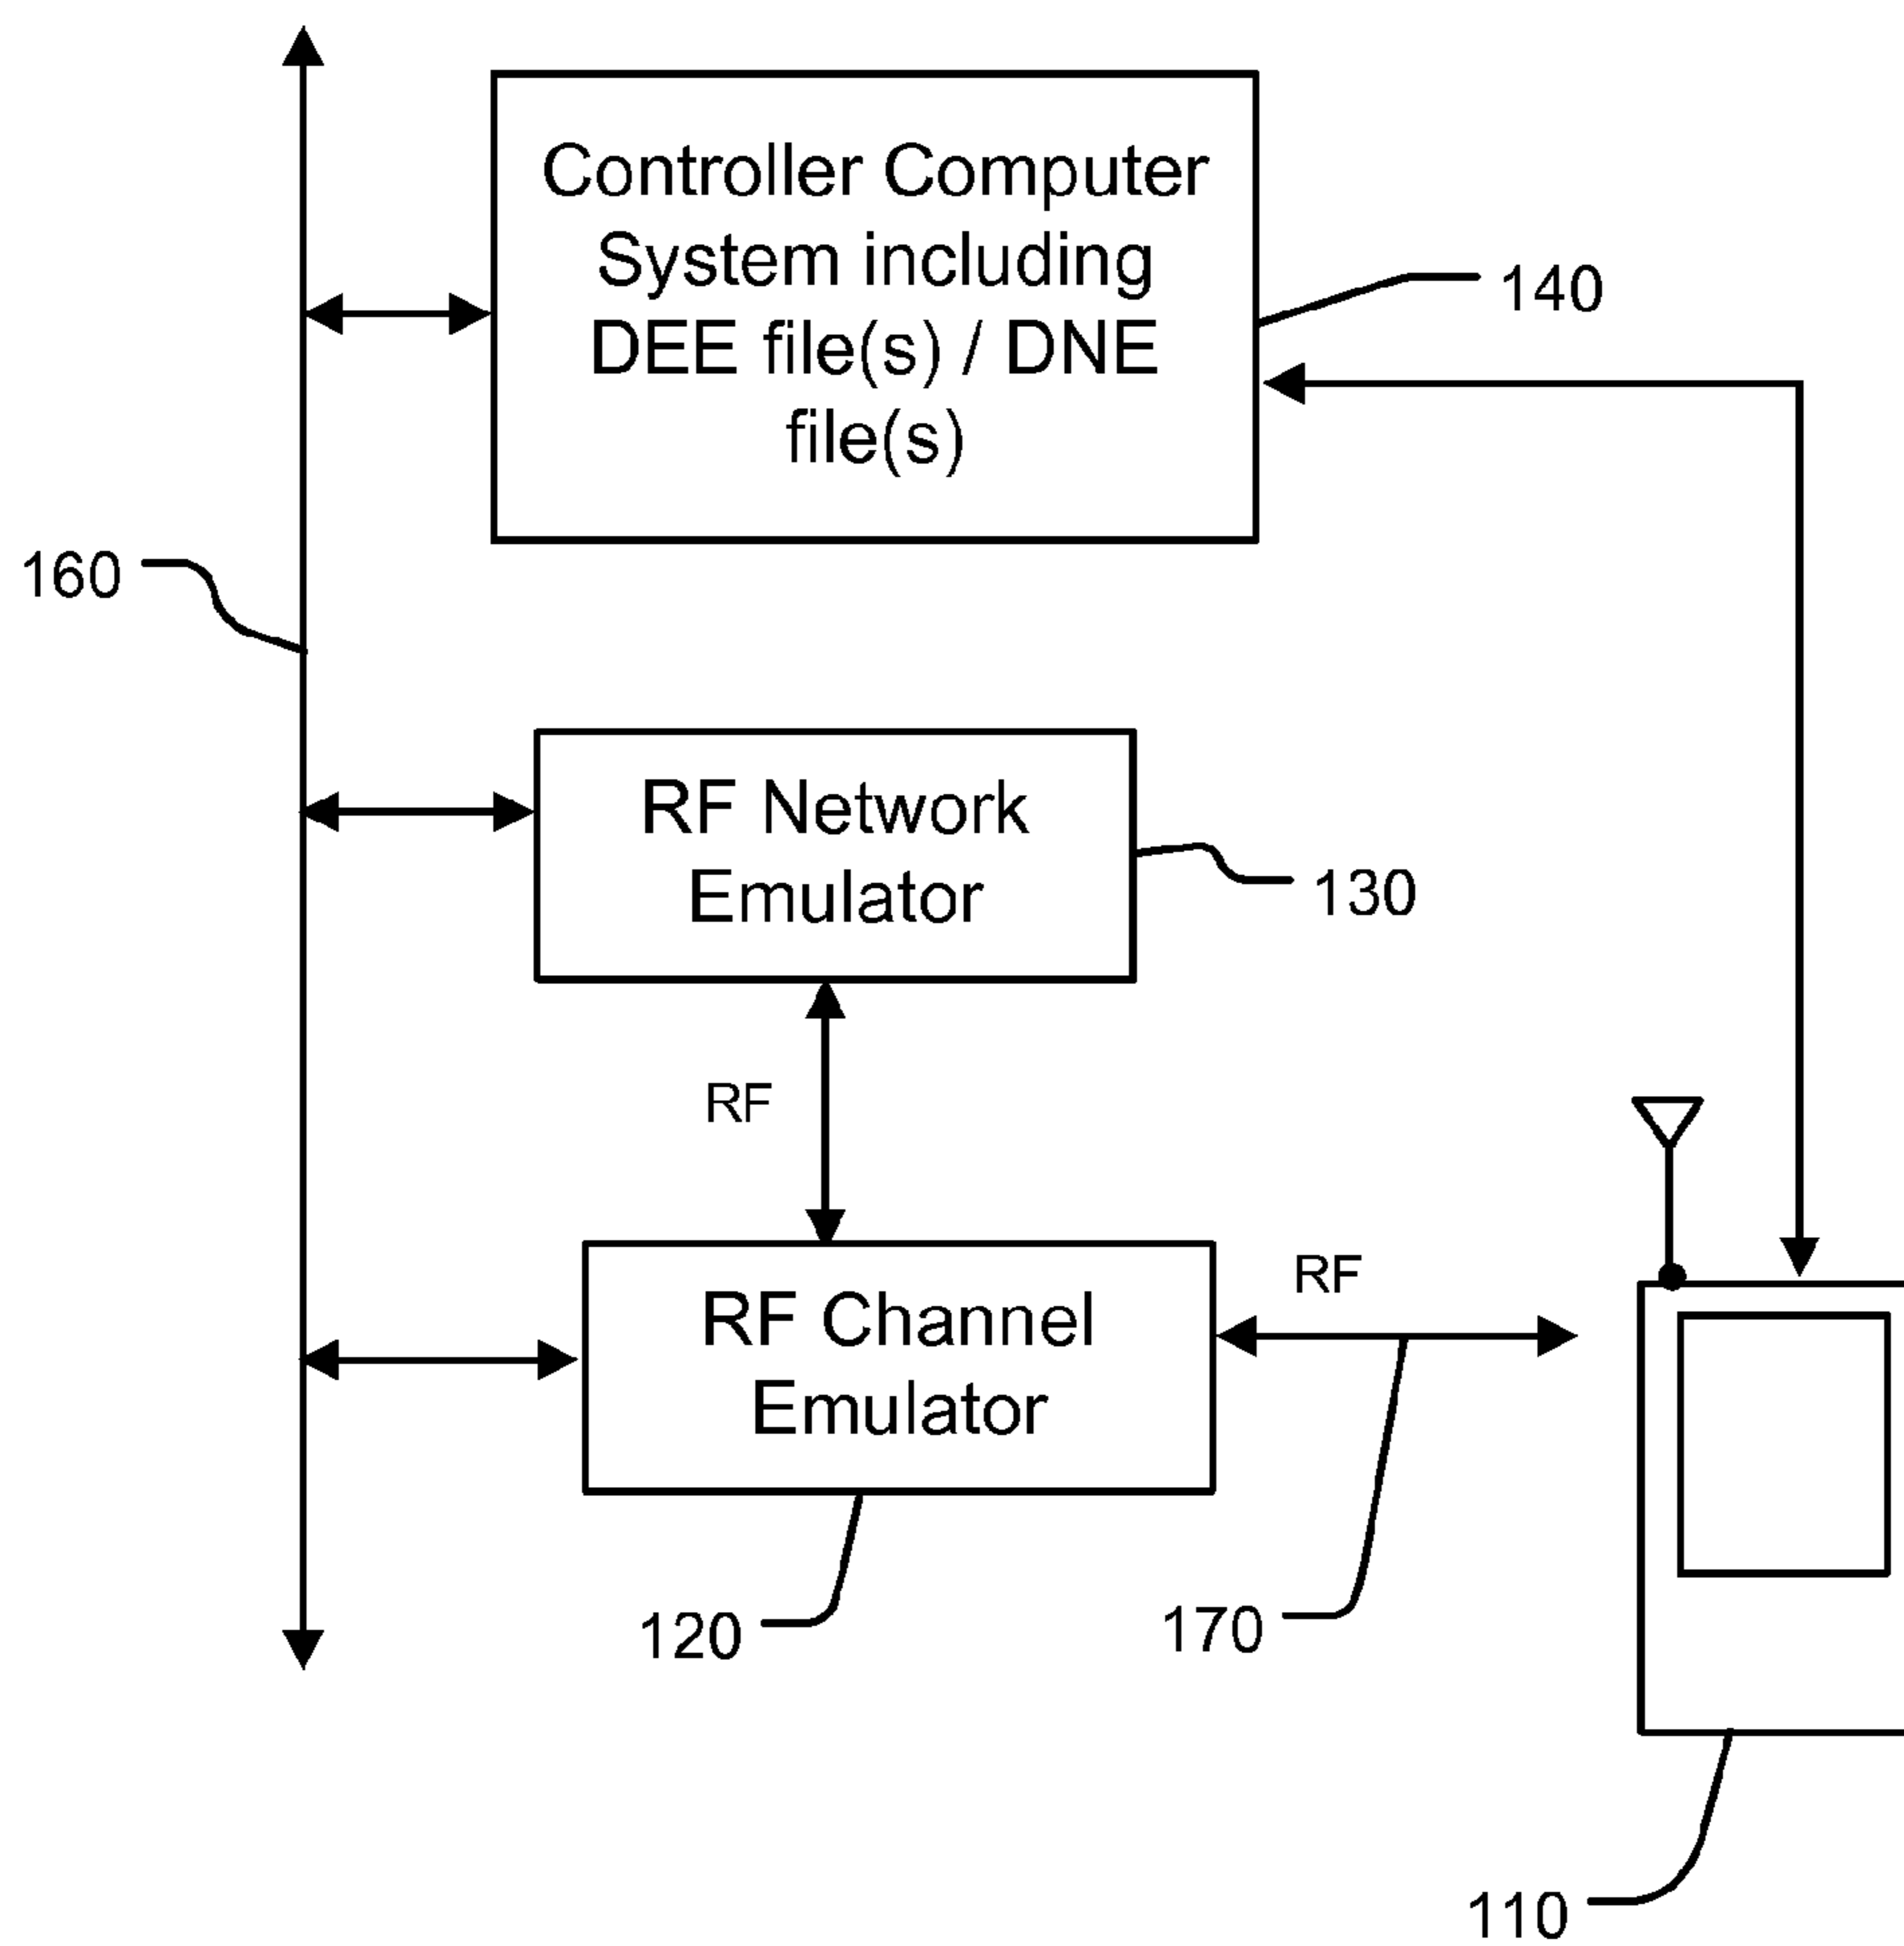 Controller Computer
System including
DEE file(s) / DNE
file(s)
140
160
RF Network
Emulator
130
RF
RF
RF Channel
Emulator
120
170
110